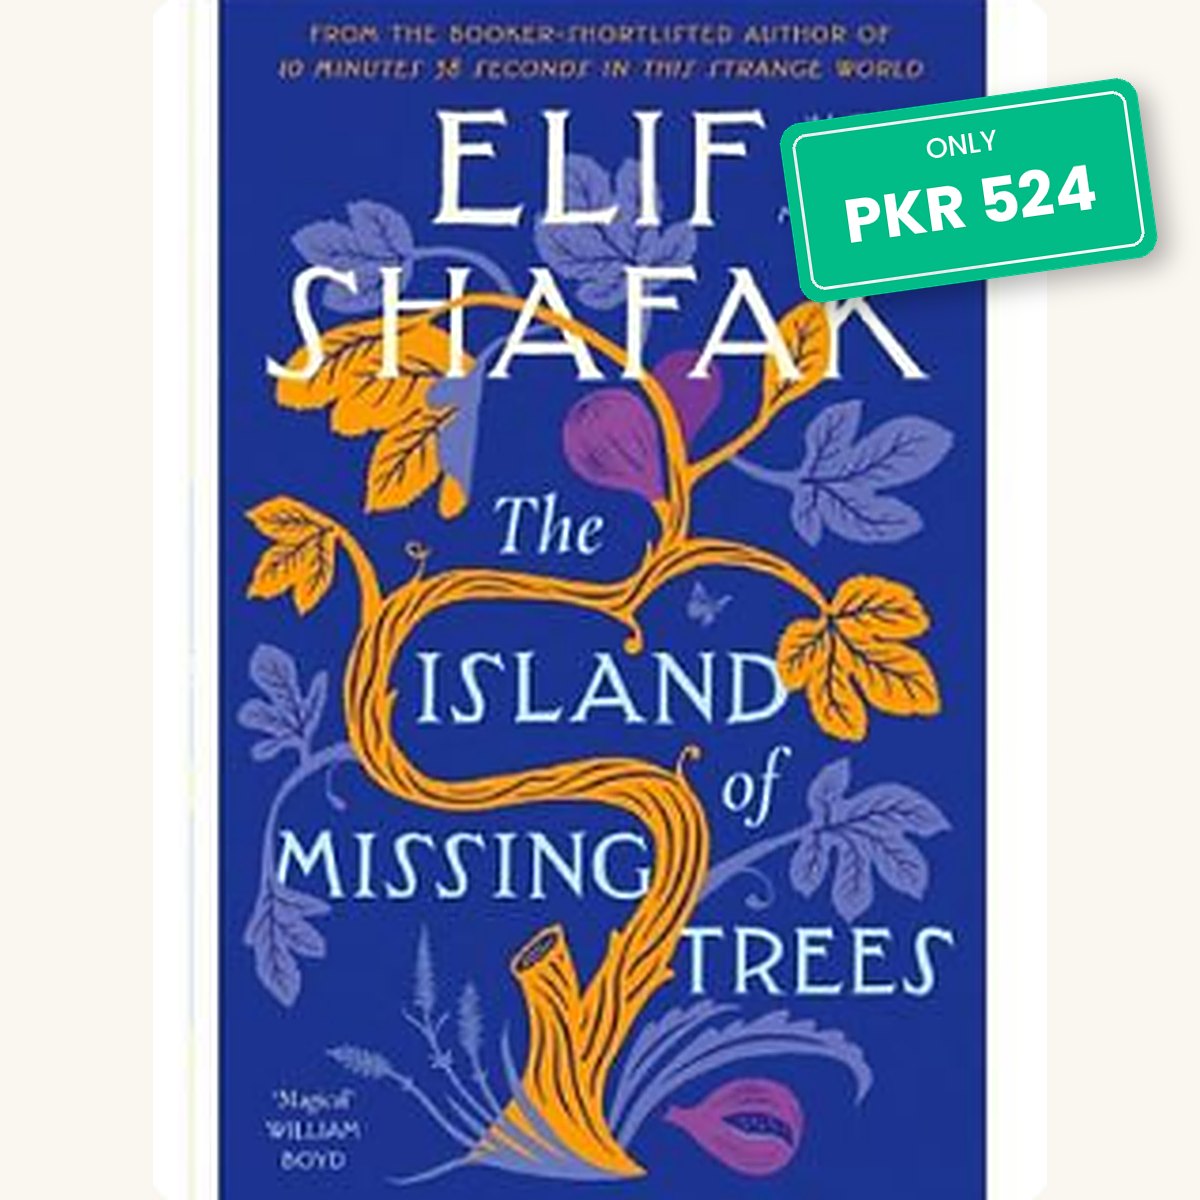 FROM THE BOOKER-SHORTLISTED AUTHOR OF
10 MINUTES 38 SECONDS IN THIS STRANGE WORLD
ELIF
SHAFAK
ONLY
PKR 524
The
ISLAND
of
MISSING
TREES
'Magical'
WILLIAM
BOYD